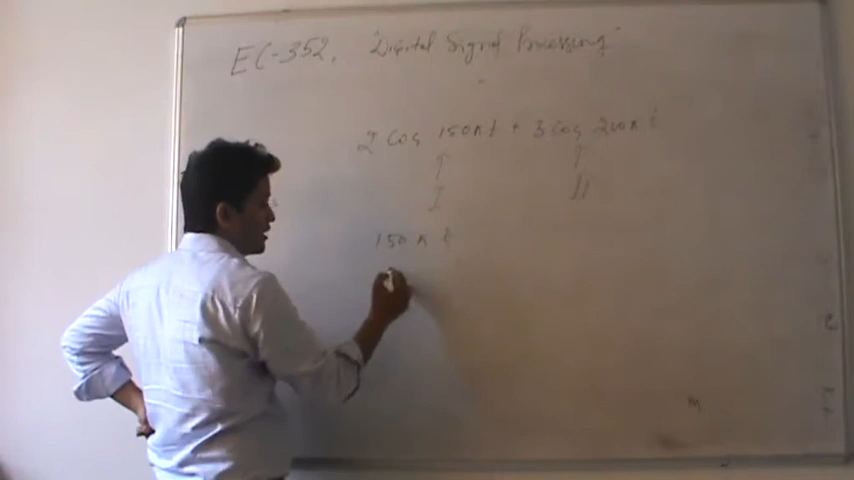 EC-352. "Digital Signal Processing"
2 Cos 150πt + 3 Cos 200πt
↑ ↑
I II
150 π t
m